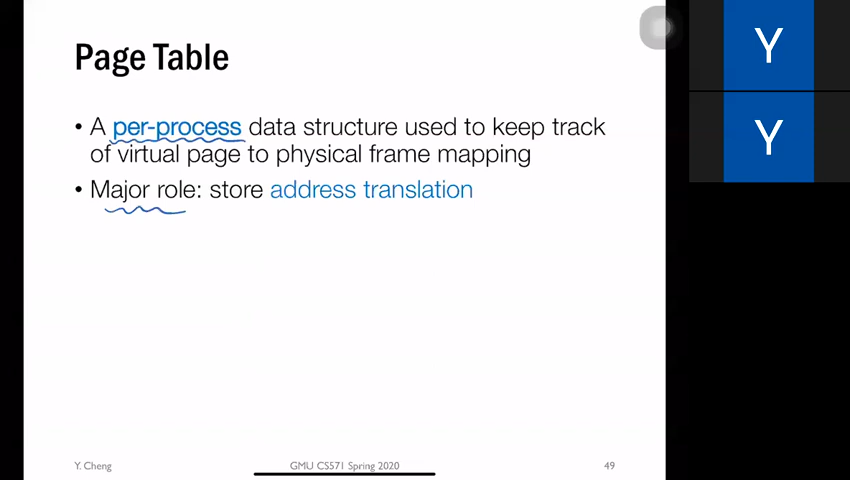 Page Table
• A per-process data structure used to keep track
of virtual page to physical frame mapping
• Major role: store address translation
Y. Cheng
GMU CS571 Spring 2020
49
Y
Y